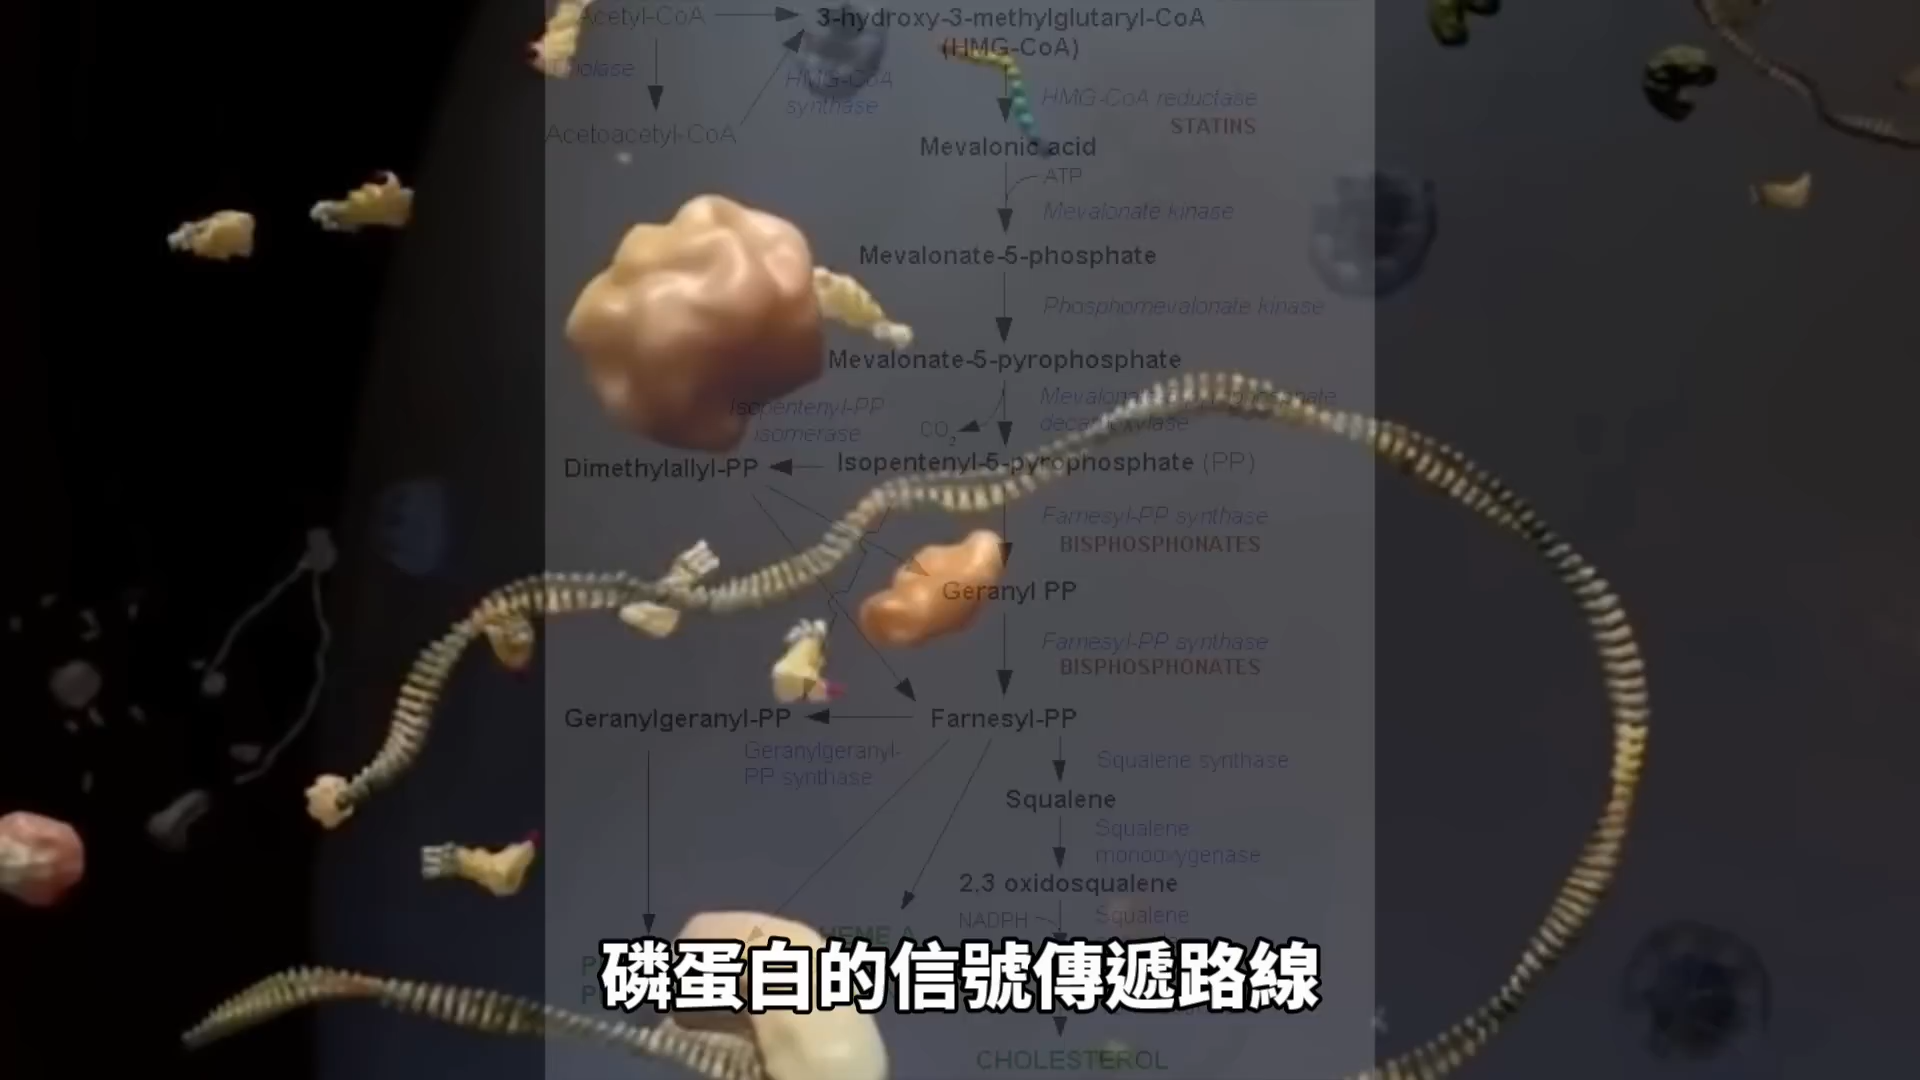 Acetyl-CoA
3-hydroxy-3-methylglutaryl-CoA
(HMG-CoA)
HMG-CoA
synthase
HMG-CoA reductase
STATINS
Acetoacetyl-CoA
Mevalonic acid
ATP
Mevalonate kinase
Mevalonate-5-phosphate
Phosphomevalonate kinase
Mevalonate-5-pyrophosphate
Isopentenyl-PP
isomerase
CO2
Dimethylallyl-PP
Isopentenyl-5-pyrophosphate (PP)
Farnesyl-PP synthase
BISPHOSPHONATES
Geranyl PP
Farnesyl-PP synthase
BISPHOSPHONATES
Geranylgeranyl-PP
Farnesyl-PP
Geranylgeranyl-
PP synthase
Squalene synthase
Squalene
Squalene
monooxygenase
2.3 oxidosqualene
NADPH
Squalene
HEME A
磷蛋白的信號傳遞路線
CHOLESTEROL